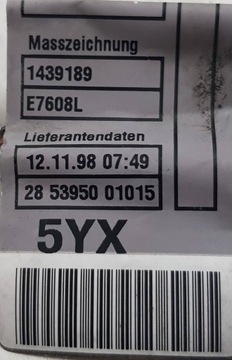 Masszeichnung
1439189
E7608L
Lieferantendaten
12.11.98 07:49
28 53950 01015
5YX